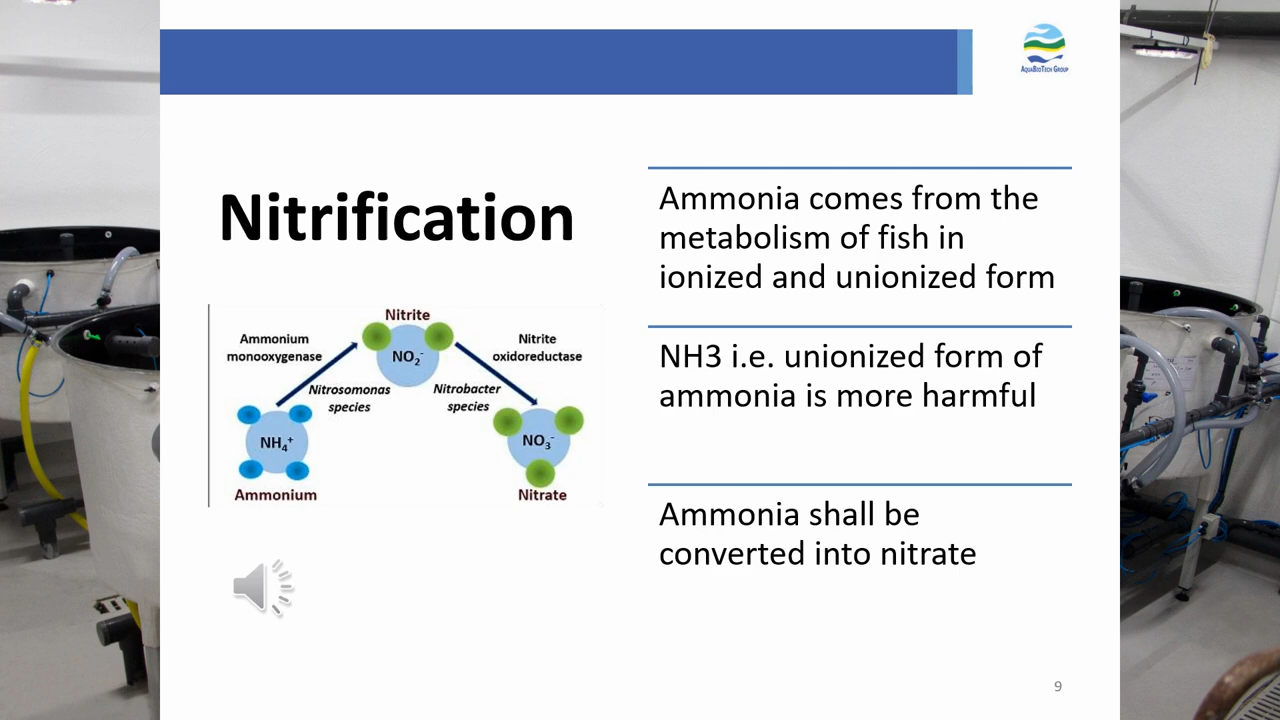 AquaBioTech Group
Nitrification
Ammonia comes from the
metabolism of fish in
ionized and unionized form
NH3 i.e. unionized form of
ammonia is more harmful
Ammonia shall be
converted into nitrate
Nitrite
NO2-
Ammonium
monooxygenase
Nitrite
oxidoreductase
Nitrosomonas
species
Nitrobacter
species
NH4+
NO3-
Ammonium
Nitrate
9